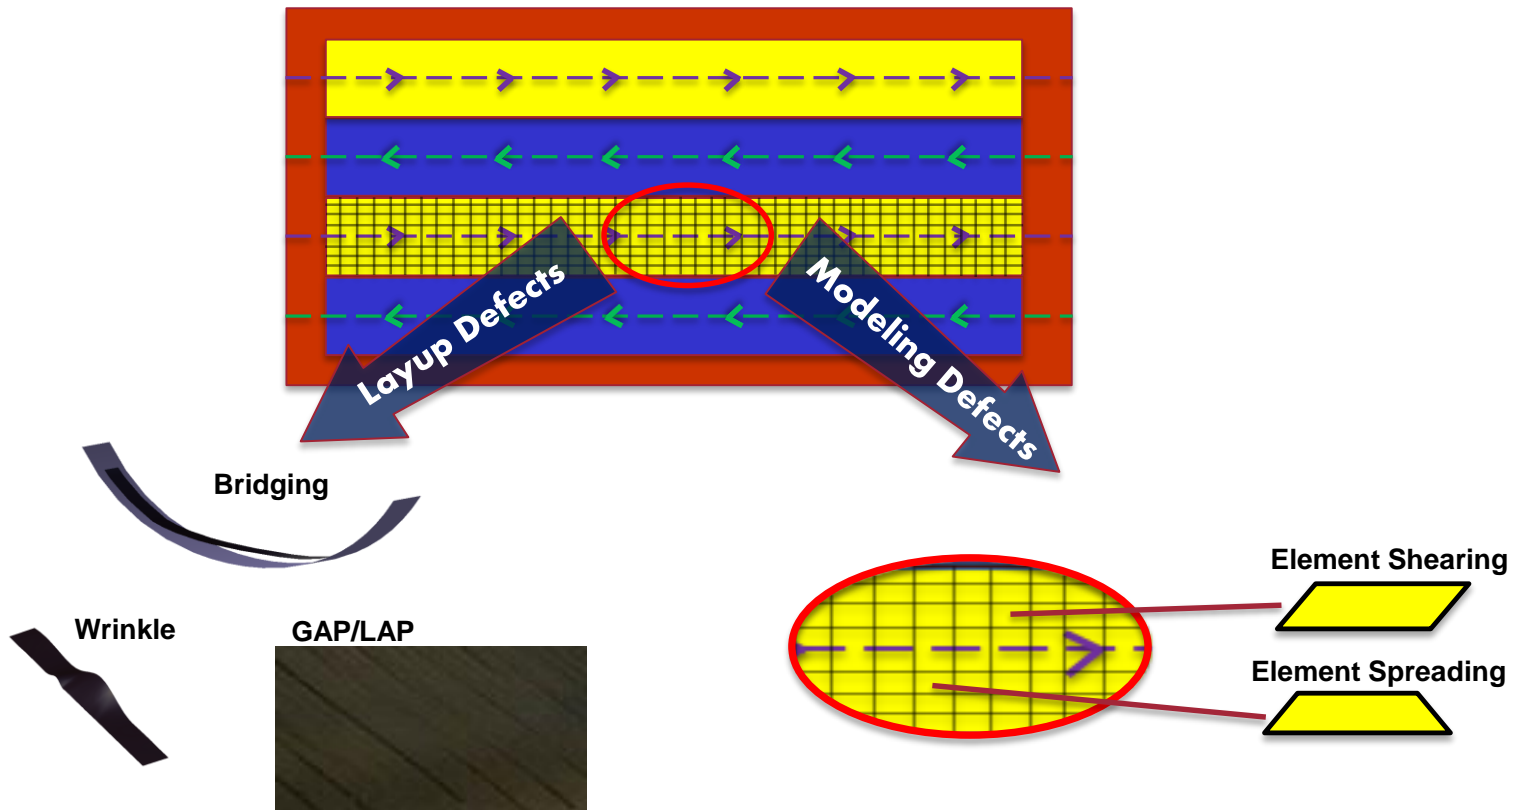 Layup Defects
Modeling Defects
Bridging
Wrinkle
GAP/LAP
Element Shearing
Element Spreading